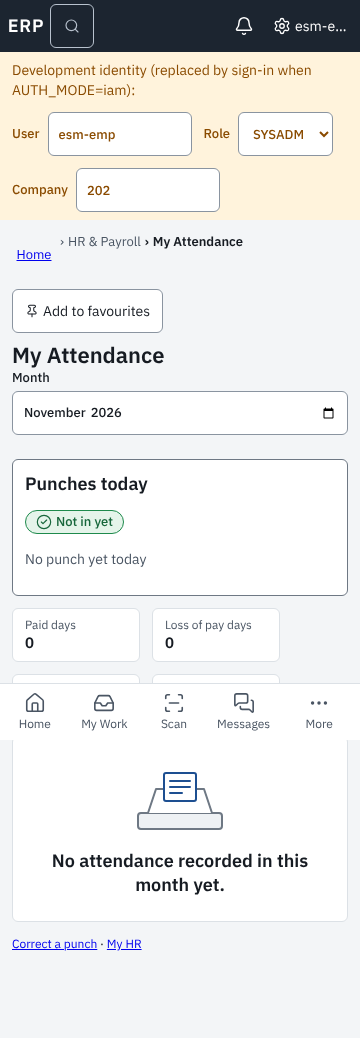 ERP
esm-e...
Development identity (replaced by sign-in when
AUTH_MODE=iam):
User
esm-emp
Role
SYSADM
Company
202
Home
› HR & Payroll › My Attendance
Add to favourites
My Attendance
Month
November 2026
Punches today
Not in yet
No punch yet today
Paid days
0
Loss of pay days
0
Home
My Work
Scan
Messages
More
No attendance recorded in this
month yet.
Correct a punch · My HR